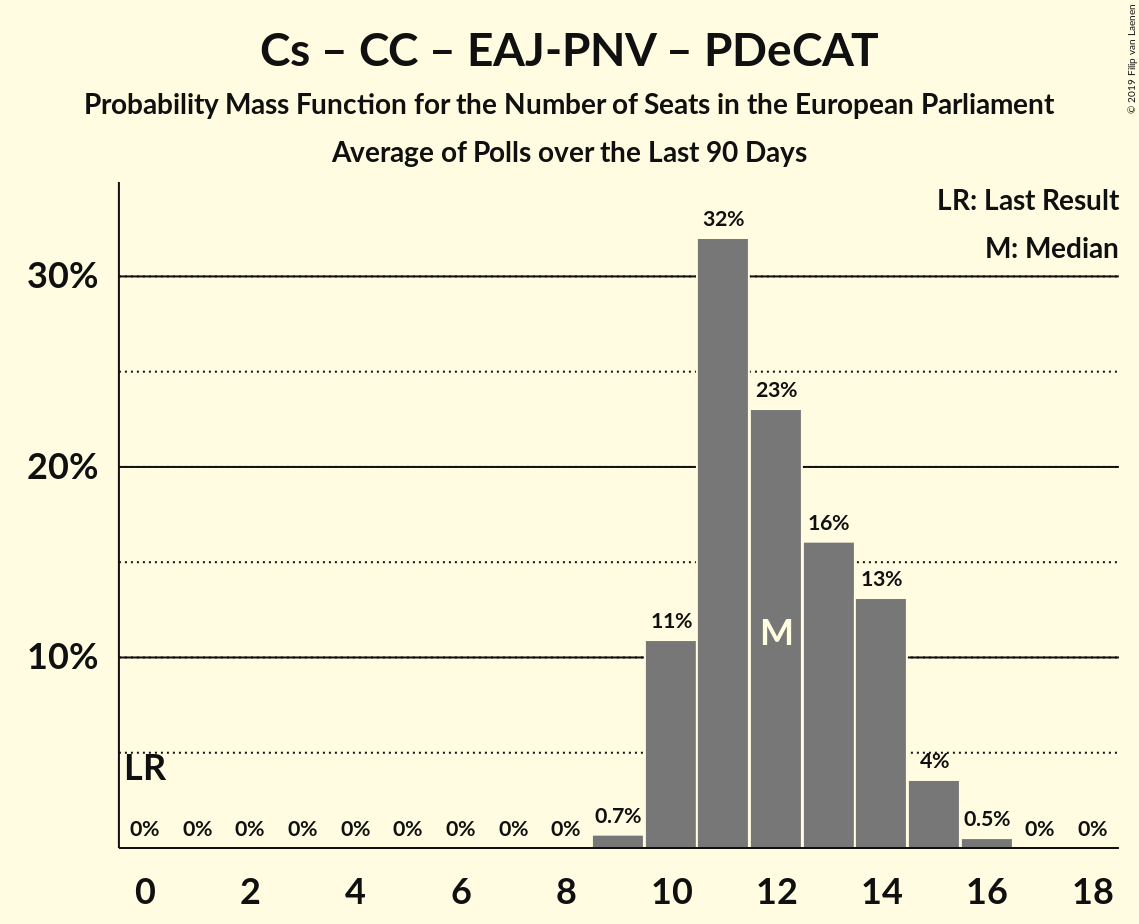 Cs – CC – EAJ-PNV – PDeCAT
Probability Mass Function for the Number of Seats in the European Parliament
Average of Polls over the Last 90 Days
© 2019 Filip van Laenen
LR: Last Result
M: Median
30%
20%
10%
32%
23%
16%
13%
11%
M
4%
LR
0% 0% 0% 0% 0% 0% 0% 0% 0% 0.7% 0.5% 0% 0%
0 2 4 6 8 10 12 14 16 18